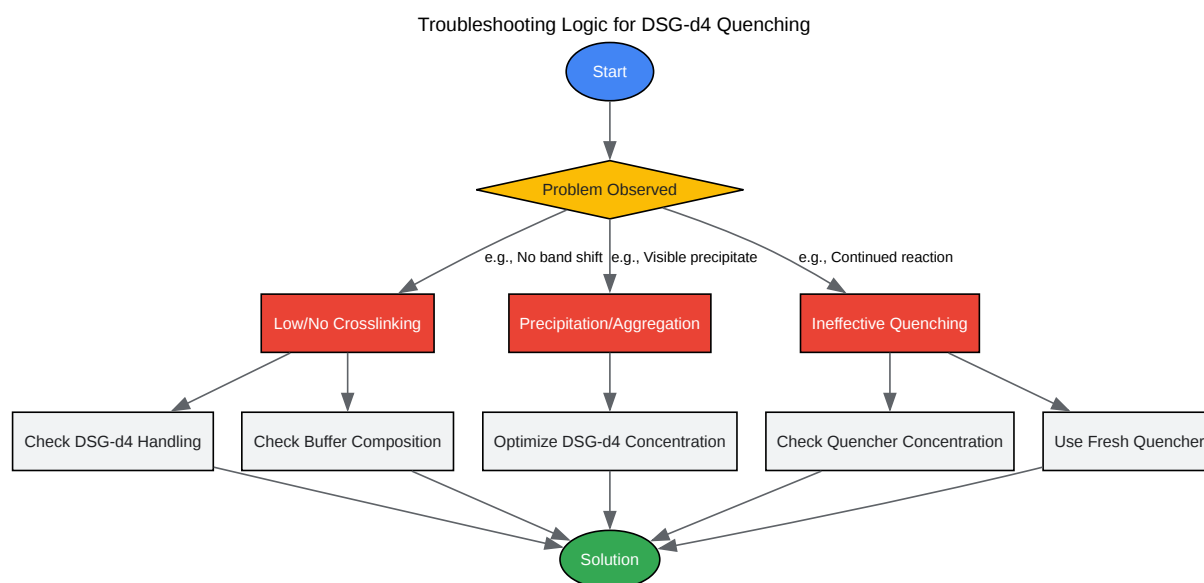 Troubleshooting Logic for DSG-d4 Quenching
Start
Problem Observed
e.g., No band shift
e.g., Visible precipitate
e.g., Continued reaction
Low/No Crosslinking
Precipitation/Aggregation
Ineffective Quenching
Check DSG-d4 Handling
Check Buffer Composition
Optimize DSG-d4 Concentration
Check Quencher Concentration
Use Fresh Quencher
Solution